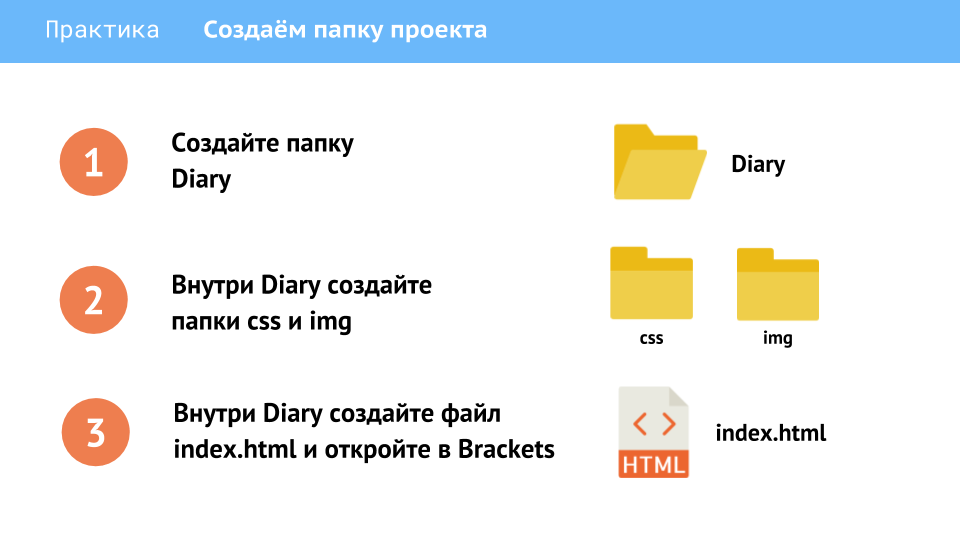 Практика Создаём папку проекта
1
Создайте папку
Diary
Diary
2
Внутри Diary создайте
папки css и img
css
img
3
Внутри Diary создайте файл
index.html и откройте в Brackets
HTML
index.html